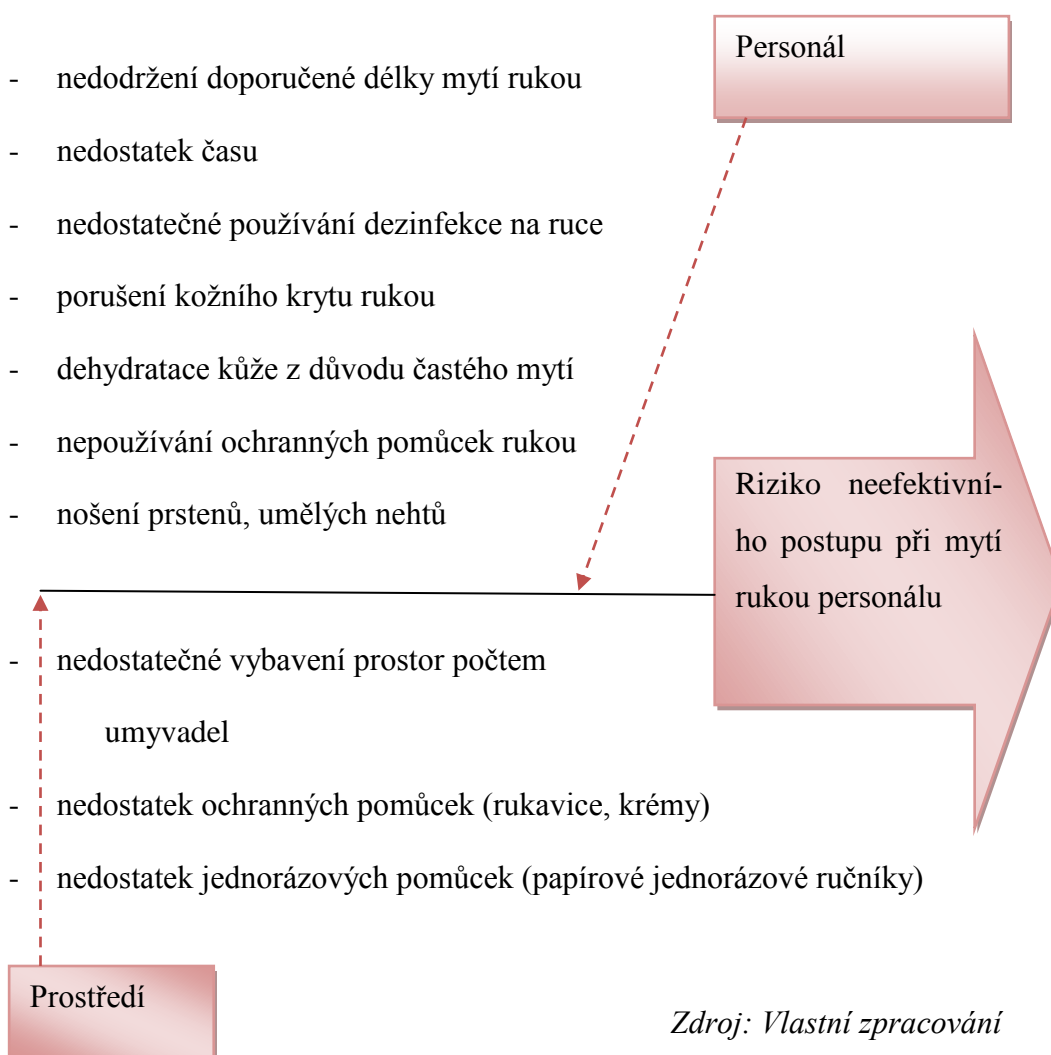 Personál
- nedodržení doporučené délky mytí rukou
- nedostatek času
- nedostatečné používání dezinfekce na ruce
- porušení kožního krytu rukou
- dehydratace kůže z důvodu častého mytí
- nepoužívání ochranných pomůcek rukou
- nošení prstenů, umělých nehtů
Riziko neefektivní-
ho postupu při mytí
rukou personálu
- nedostatečné vybavení prostor počtem
umyvadel
- nedostatek ochranných pomůcek (rukavice, krémy)
- nedostatek jednorázových pomůcek (papírové jednorázové ručníky)
Prostředí
Zdroj: Vlastní zpracování